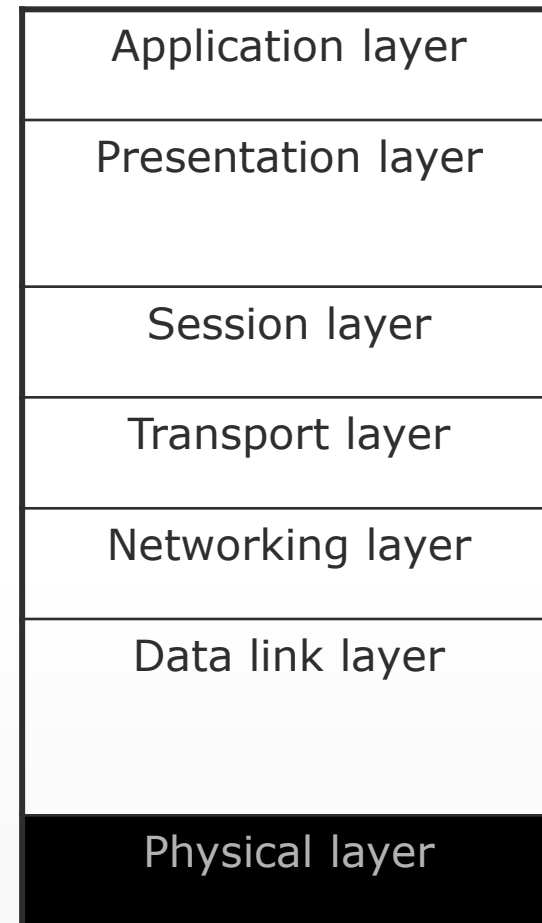 Application layer
Presentation layer
Session layer
Transport layer
Networking layer
Data link layer
Physical layer